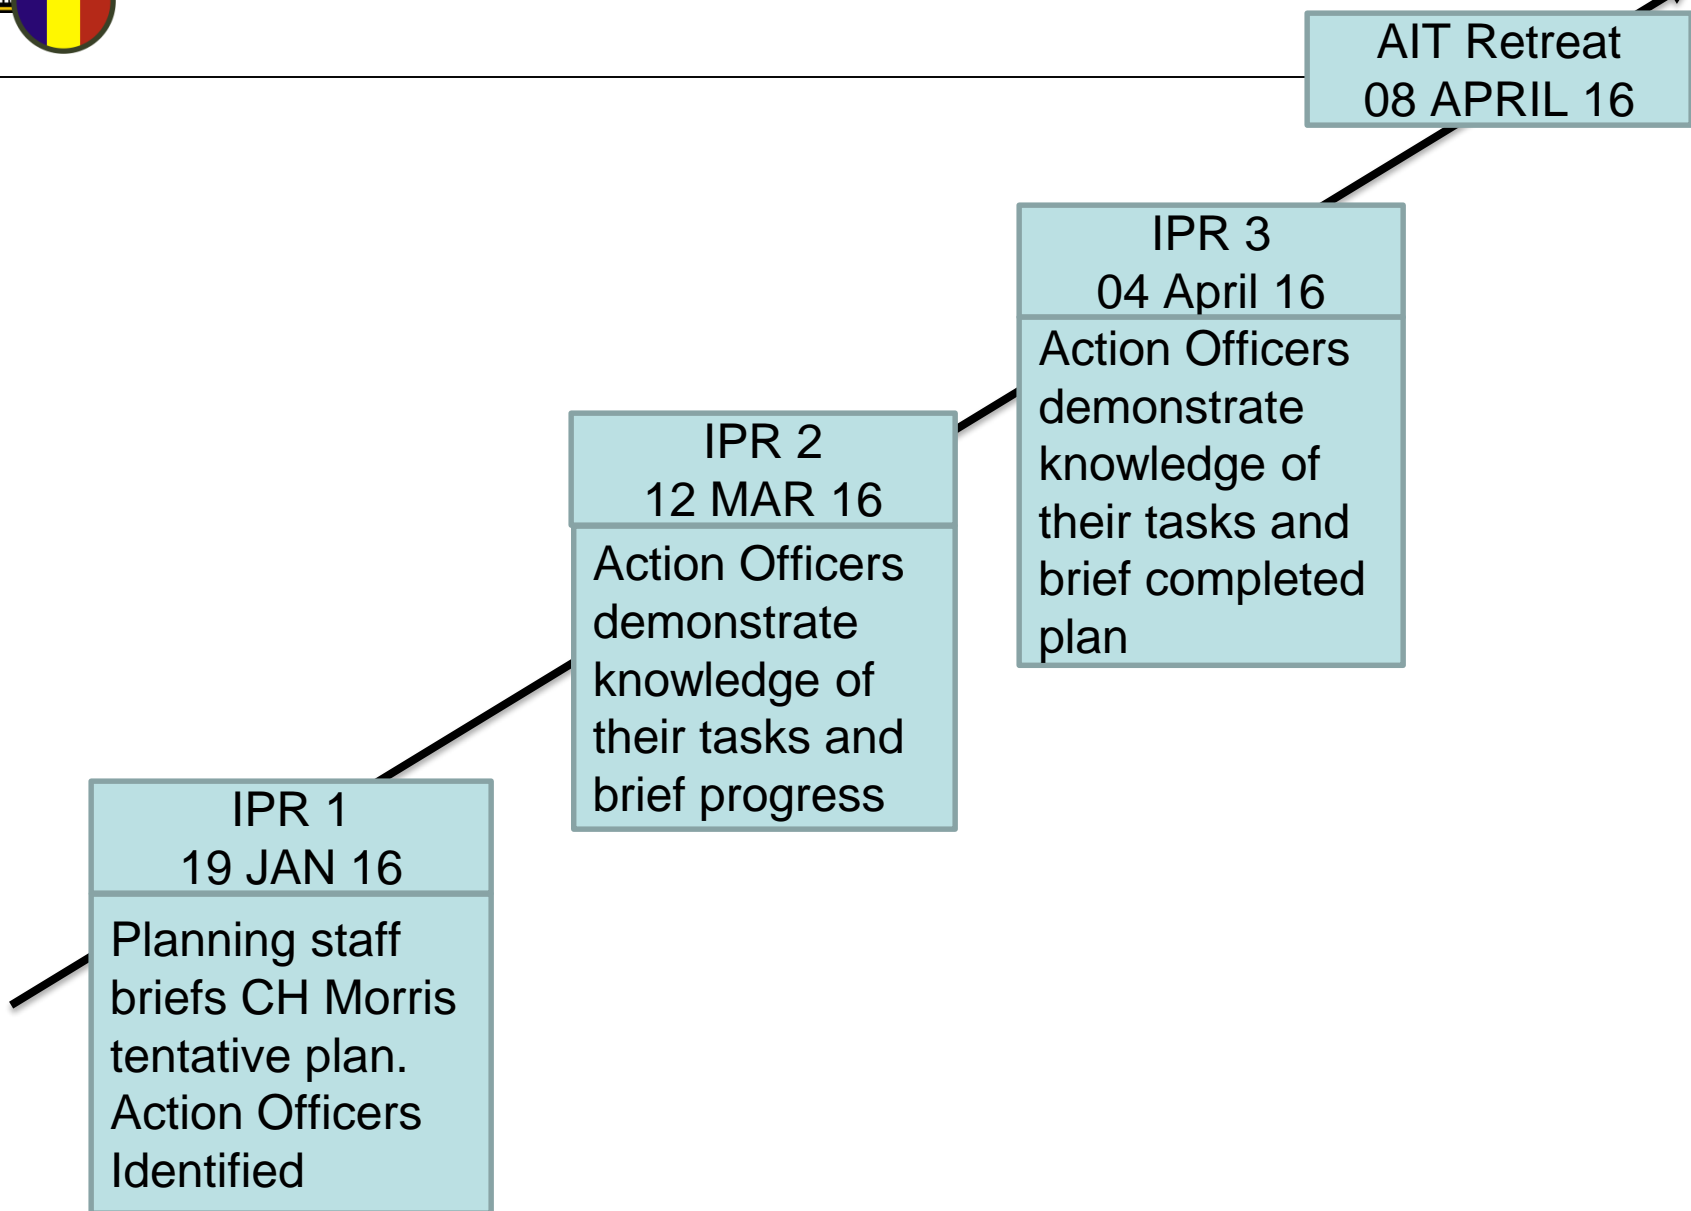 AIT Retreat
08 APRIL 16
IPR 3
04 April 16
Action Officers
demonstrate
knowledge of
their tasks and
brief completed
plan
IPR 2
12 MAR 16
Action Officers
demonstrate
knowledge of
their tasks and
brief progress
IPR 1
19 JAN 16
Planning staff
briefs CH Morris
tentative plan.
Action Officers
Identified